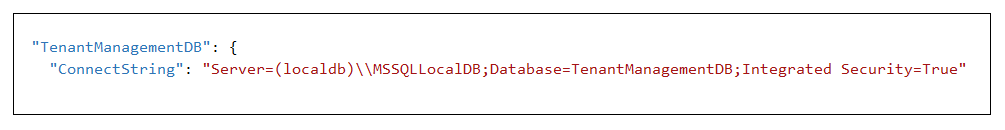 "TenantManagementDB": {
"ConnectString": "Server=(localdb)\\MSSQLLocalDB;Database=TenantManagementDB;Integrated Security=True"